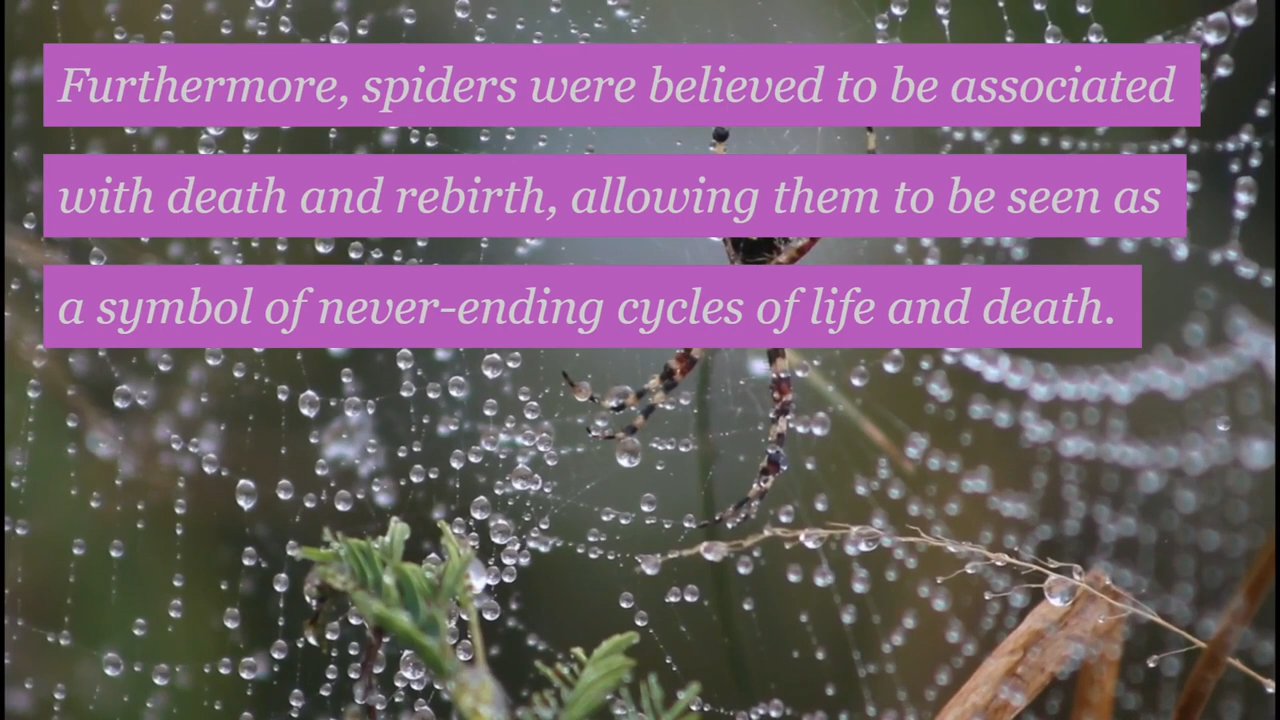 Furthermore, spiders were believed to be associated
with death and rebirth, allowing them to be seen as
a symbol of never-ending cycles of life and death.